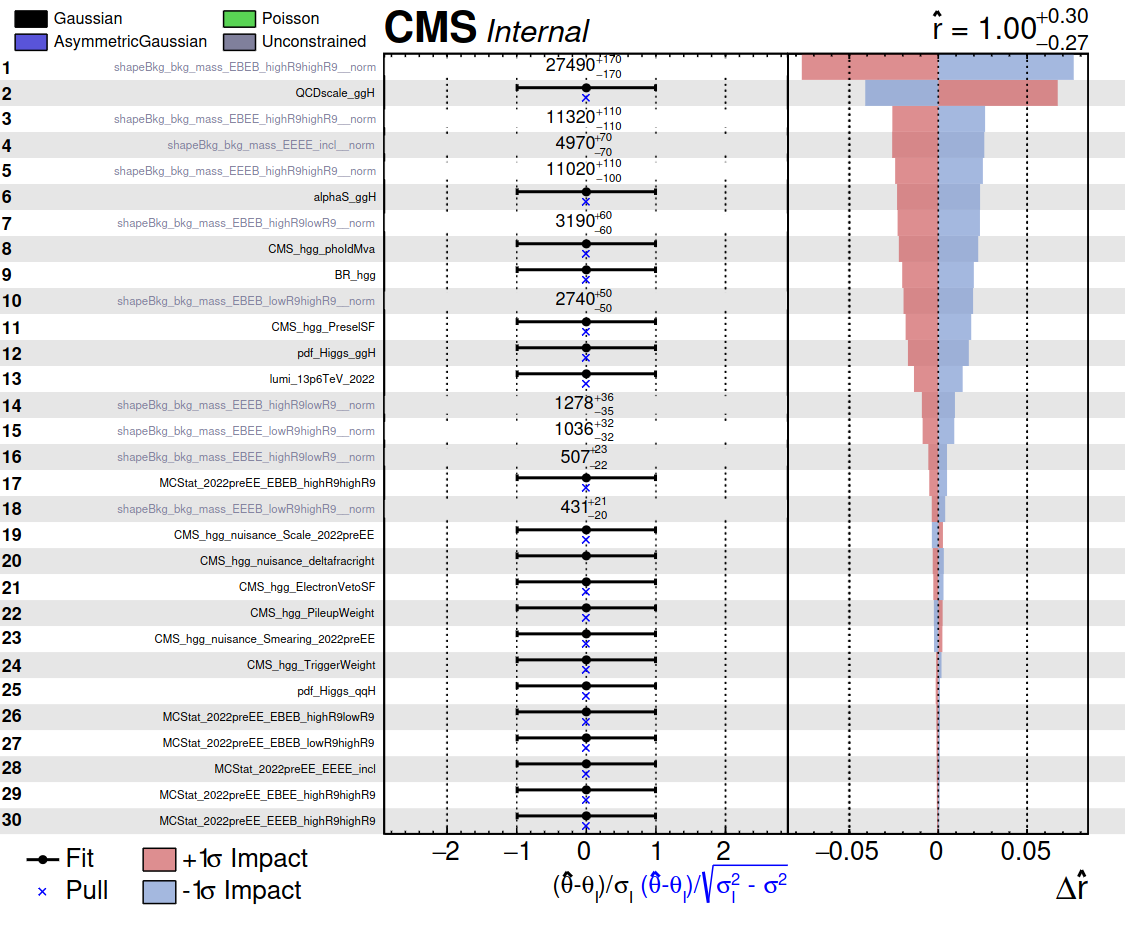 Gaussian Poisson
AsymmetricGaussian Unconstrained
CMS Internal
r̂ = 1.00 +0.30 −0.27
1 shapeBkg_bkg_mass_EBEB_highR9highR9__norm 27490 +170 −170
2 QCDscale_ggH
3 shapeBkg_bkg_mass_EBEE_highR9highR9__norm 11320 +110 −110
4 shapeBkg_bkg_mass_EEEE_incl__norm 4970 +70 −70
5 shapeBkg_bkg_mass_EEEB_highR9highR9__norm 11020 +110 −100
6 alphaS_ggH
7 shapeBkg_bkg_mass_EBEB_highR9lowR9__norm 3190 +60 −60
8 CMS_hgg_phoIdMva
9 BR_hgg
10 shapeBkg_bkg_mass_EBEB_lowR9highR9__norm 2740 +50 −50
11 CMS_hgg_PreselSF
12 pdf_Higgs_ggH
13 lumi_13p6TeV_2022
14 shapeBkg_bkg_mass_EEEB_highR9lowR9__norm 1278 +36 −35
15 shapeBkg_bkg_mass_EBEE_lowR9highR9__norm 1036 +32 −32
16 shapeBkg_bkg_mass_EBEE_highR9lowR9__norm 507 +23 −22
17 MCStat_2022preEE_EBEB_highR9highR9
18 shapeBkg_bkg_mass_EEEB_lowR9highR9__norm 431 +21 −20
19 CMS_hgg_nuisance_Scale_2022preEE
20 CMS_hgg_nuisance_deltafracright
21 CMS_hgg_ElectronVetoSF
22 CMS_hgg_PileupWeight
23 CMS_hgg_nuisance_Smearing_2022preEE
24 CMS_hgg_TriggerWeight
25 pdf_Higgs_qqH
26 MCStat_2022preEE_EBEB_highR9lowR9
27 MCStat_2022preEE_EBEB_lowR9highR9
28 MCStat_2022preEE_EEEE_incl
29 MCStat_2022preEE_EBEE_highR9highR9
30 MCStat_2022preEE_EEEB_highR9highR9
−2 −1 0 1 2 −0.05 0 0.05
Fit +1σ Impact
Pull -1σ Impact
(θ̂-θ_I)/σ_I (θ̂-θ_I)/√(σ_I² - σ²) Δr̂